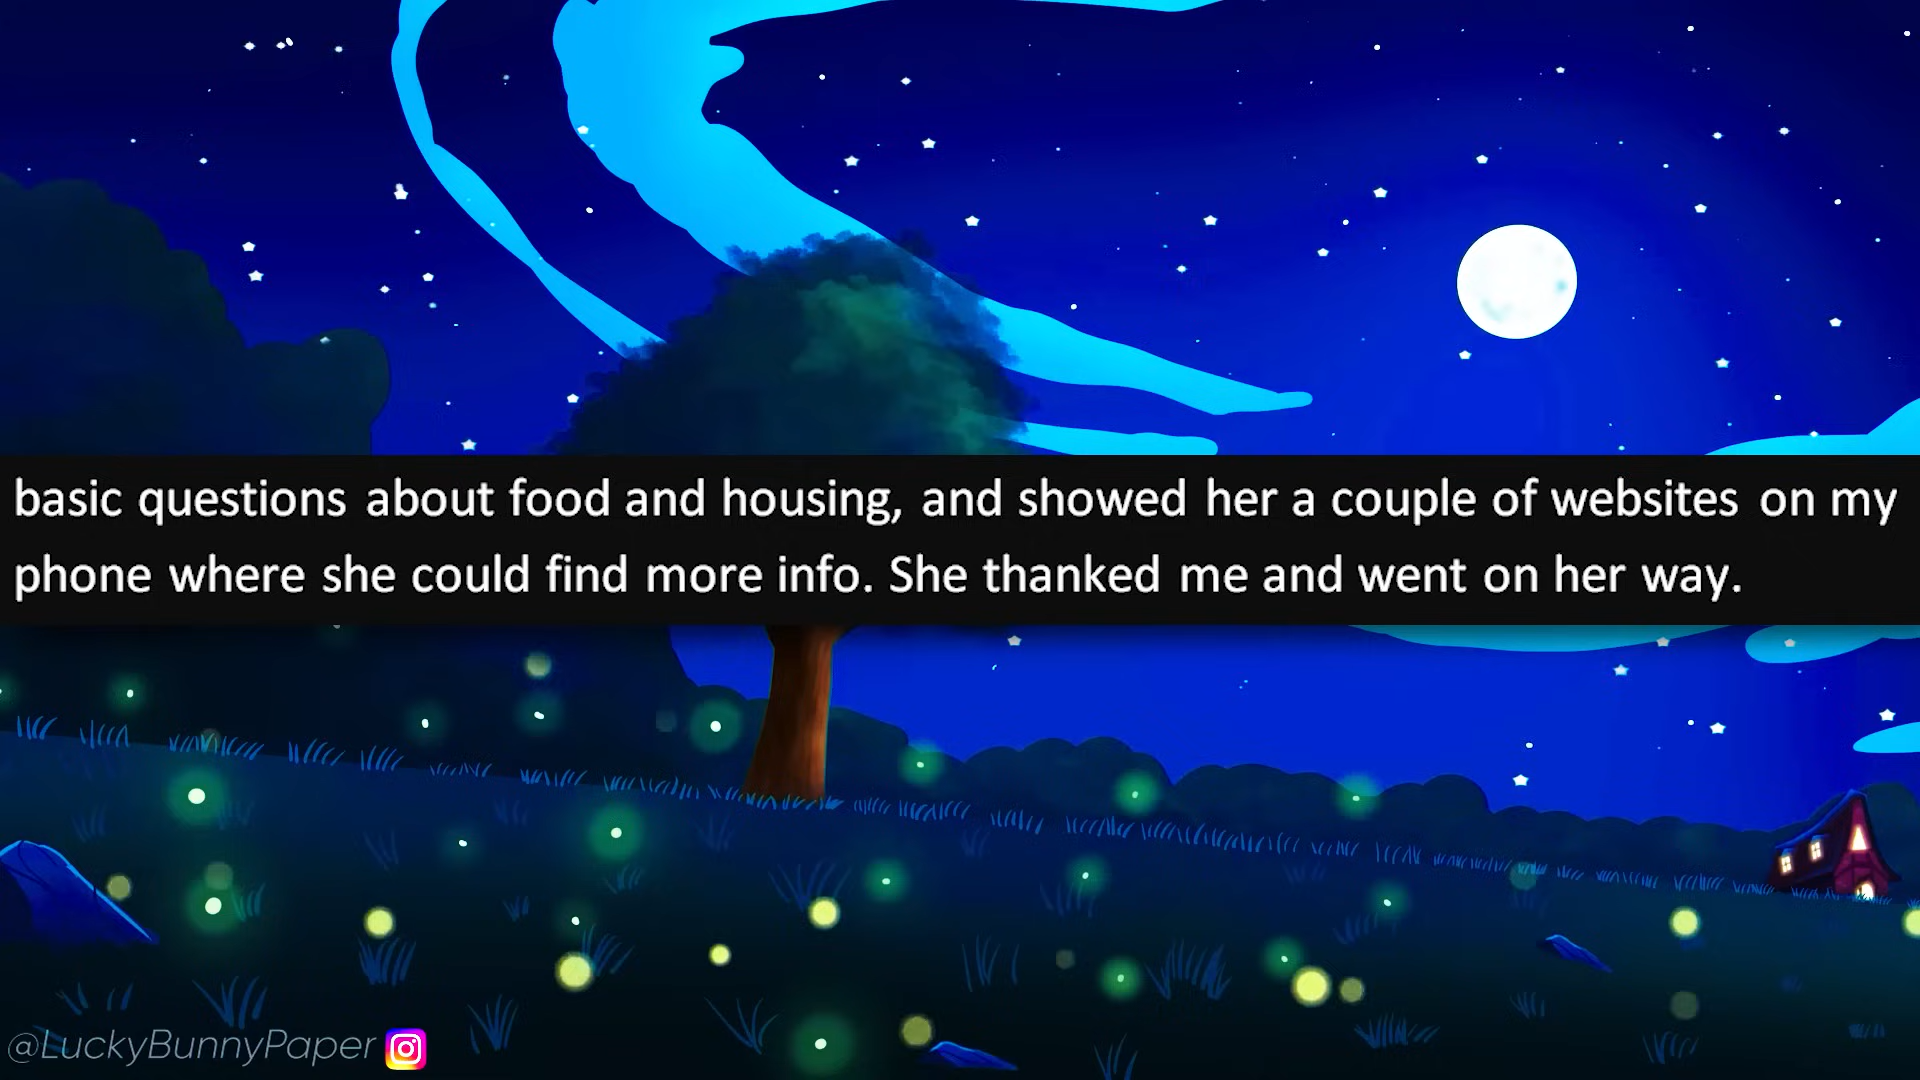 basic questions about food and housing, and showed her a couple of websites on my
phone where she could find more info. She thanked me and went on her way.
@LuckyBunnyPaper